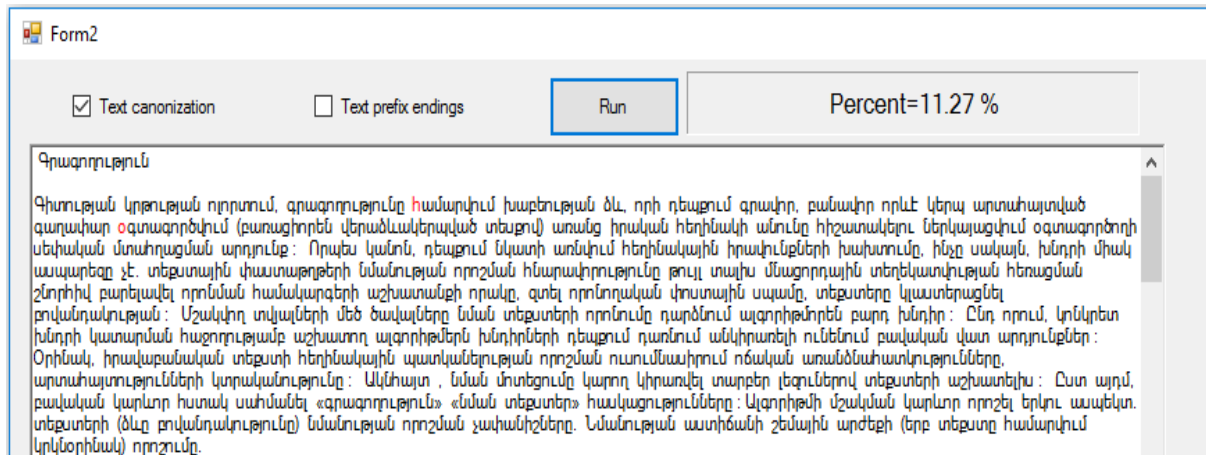 Form2
Text canonization Text prefix endings Run Percent=11.27 %
Գրագողություն
Գիտության կրթության ոլորտում, գրագողությունը համարվում խաբեության ձև, որի դեպքում գրավոր, բանավոր որևէ կերպ արտահայտված
գաղափար օգտագործվում (բառացիորեն վերաձևակերպված տեսքով) առանց իրական հեղինակի անունը հիշատակելու ներկայացվում օգտագործողի
սեփական մտահղացման արդյունք: Որպես կանոն, դեպքում նկատի առնվում հեղինակային իրավունքների խախտումը, ինչը սակայն, խնդրի միակ
ասպարեզը չէ. տեքստային փաստաթղթերի նմանության որոշման հնարավորությունը թույլ տալիս մնացորդային տեղեկատվության հեռացման
շնորհիվ բարելավել որոնման համակարգերի աշխատանքի որակը, գտել որոնողական փոստային սպամը, տեքստերը կլաստերացնել
բովանդակության: Մշակվող տվյալների մեծ ծավալները նման տեքստերի որոնումը դարձնում ալգորիթմորեն բարդ խնդիր: Ընդ որում, կոնկրետ
խնդրի կատարման հաջողությամբ աշխատող ալգորիթմերն խնդիրների դեպքում դառնում անկիրառելի ունենում բավական վատ արդյունքներ:
Օրինակ, իրավաբանական տեքստի հեղինակային պատկանելության որոշման ուսումնասիրում ոճական առանձնահատկությունները,
արտահայտությունների կտրականությունը: Ակնհայտ , նման մոտեցումը կարող կիրառվել տարբեր լեզուներով տեքստերի աշխատելիս: Ըստ այդմ,
բավական կարևոր հստակ սահմանել «գրագողություն» «նման տեքստեր» հասկացությունները:Ալգորիթմի մշակման կարևոր որոշել երկու ասպեկտ.
տեքստերի (ձևը բովանդակությունը) նմանության որոշման չափանիշները. Նմանության աստիճանի շեմային արժեքի (երբ տեքստը համարվում
կրկնօրինակ) որոշումը.